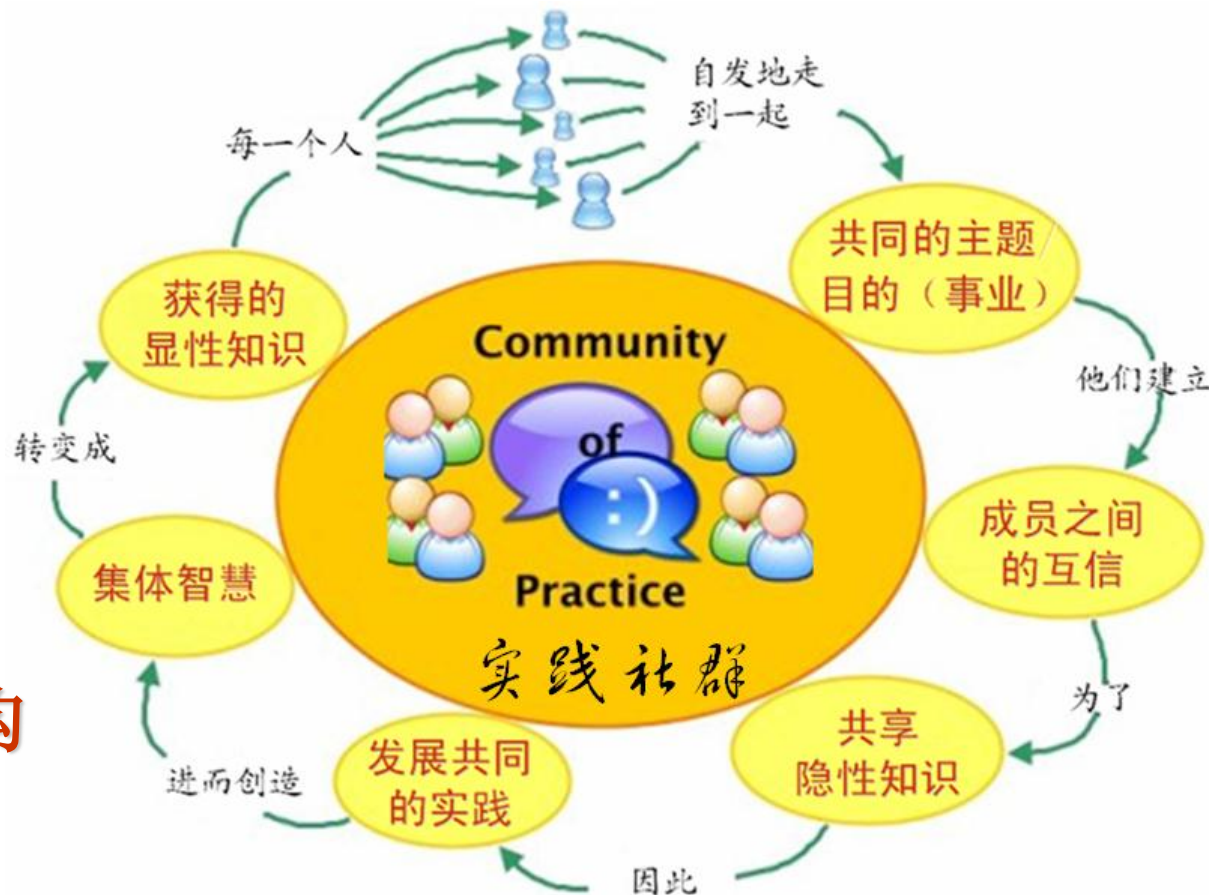 每一个人
自发地走
到一起
共同的主题/
目的（事业）
他们建立
成员之间
的互信
为了
共享
隐性知识
因此
发展共同
的实践
进而创造
集体智慧
转变成
获得的
显性知识
Community
of
:)
Practice
实践社群